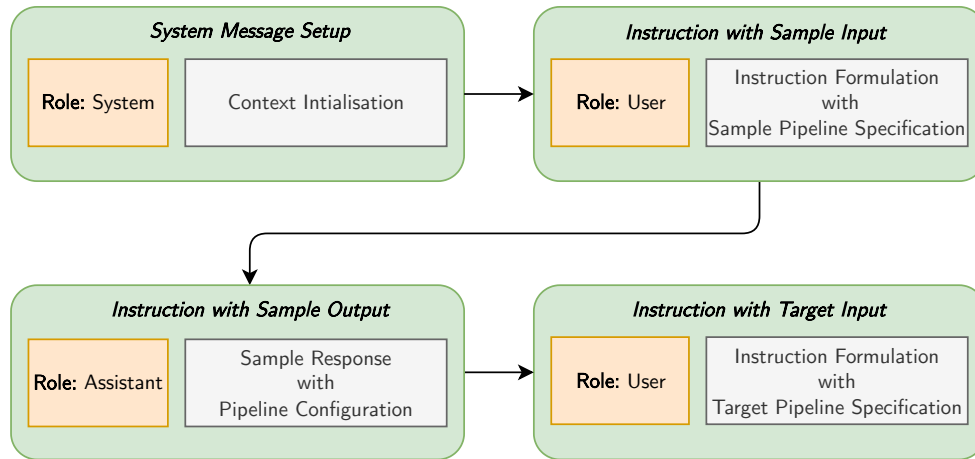 System Message Setup
Role: System
Context Intialisation
Instruction with Sample Input
Role: User
Instruction Formulation
with
Sample Pipeline Specification
Instruction with Sample Output
Role: Assistant
Sample Response
with
Pipeline Configuration
Instruction with Target Input
Role: User
Instruction Formulation
with
Target Pipeline Specification